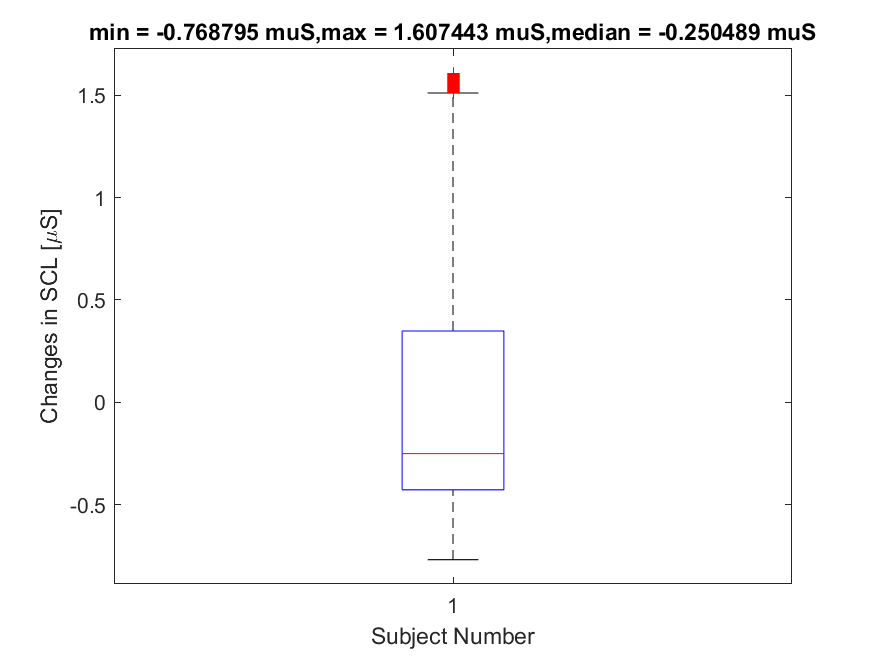 min = -0.768795 muS,max = 1.607443 muS,median = -0.250489 muS
1.5
1
0.5
0
-0.5
Changes in SCL [μS]
1
Subject Number